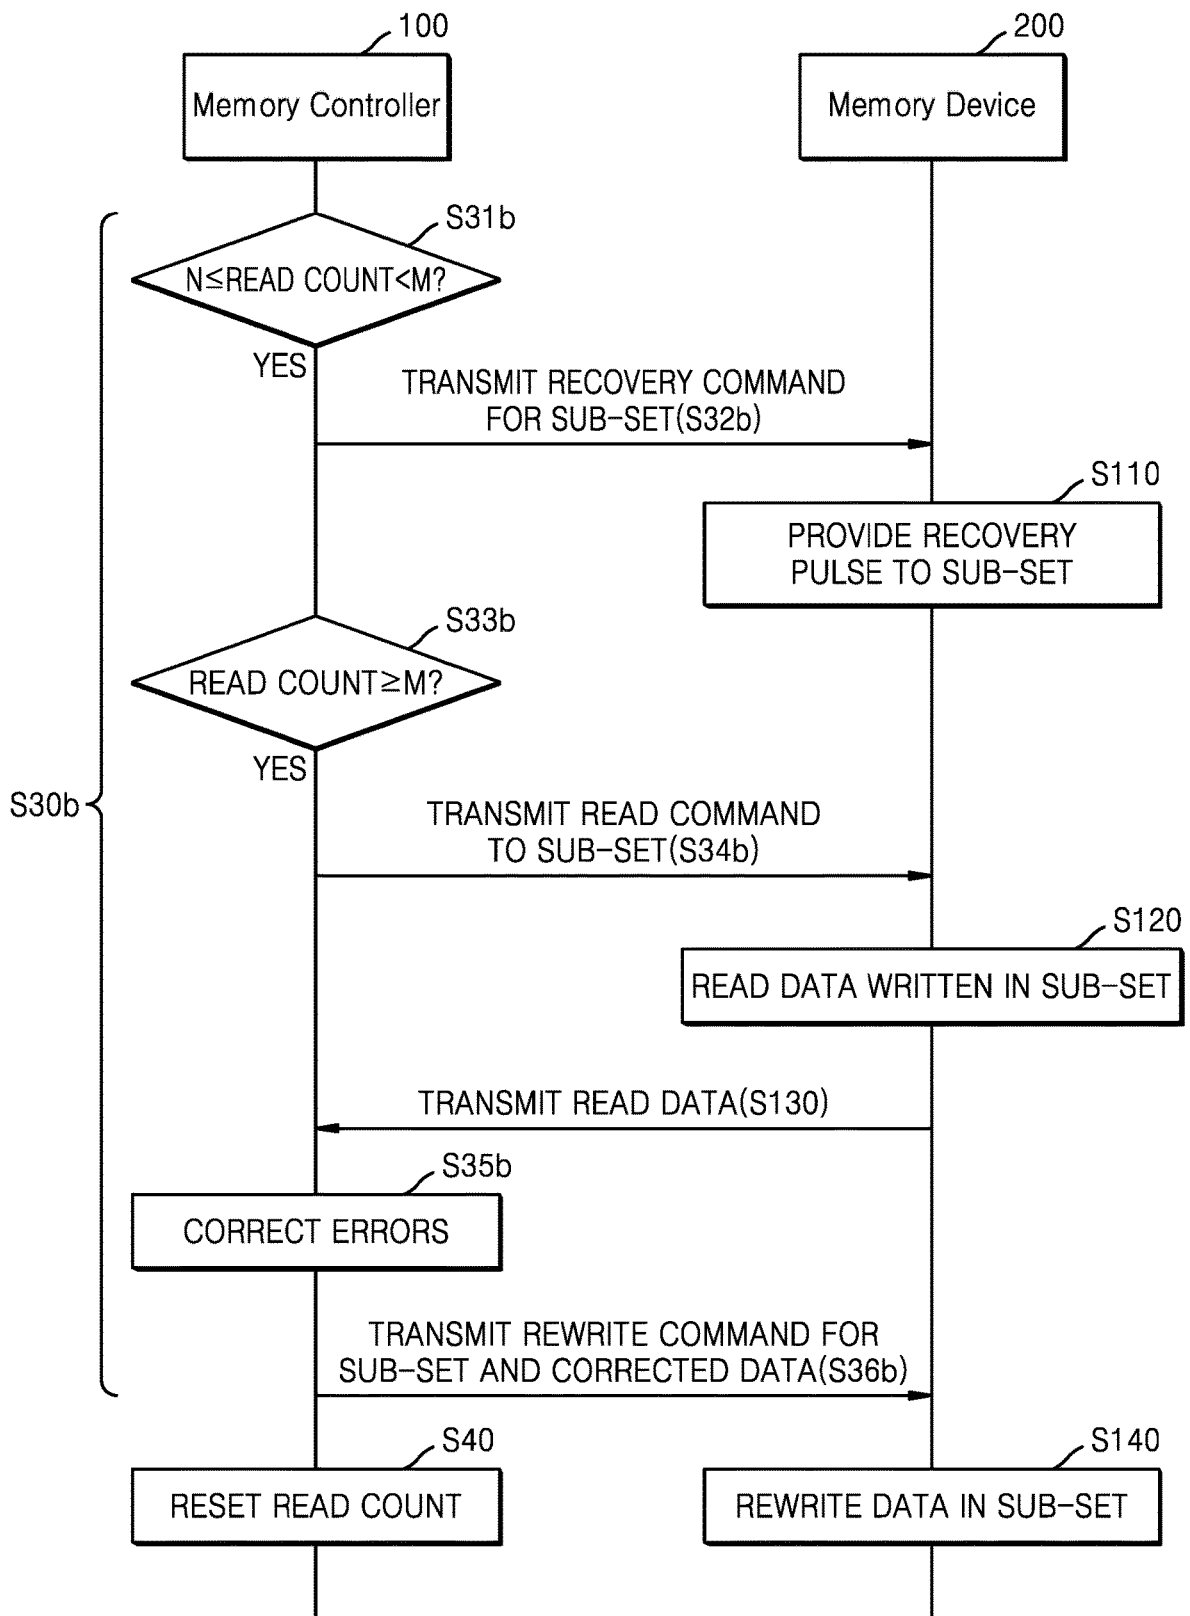 100
200
Memory Controller
Memory Device
S31b
N≤READ COUNT<M?
YES
TRANSMIT RECOVERY COMMAND
FOR SUB-SET(S32b)
S110
PROVIDE RECOVERY
PULSE TO SUB-SET
S33b
READ COUNT≥M?
YES
S30b
TRANSMIT READ COMMAND
TO SUB-SET(S34b)
S120
READ DATA WRITTEN IN SUB-SET
TRANSMIT READ DATA(S130)
S35b
CORRECT ERRORS
TRANSMIT REWRITE COMMAND FOR
SUB-SET AND CORRECTED DATA(S36b)
S40
S140
RESET READ COUNT
REWRITE DATA IN SUB-SET